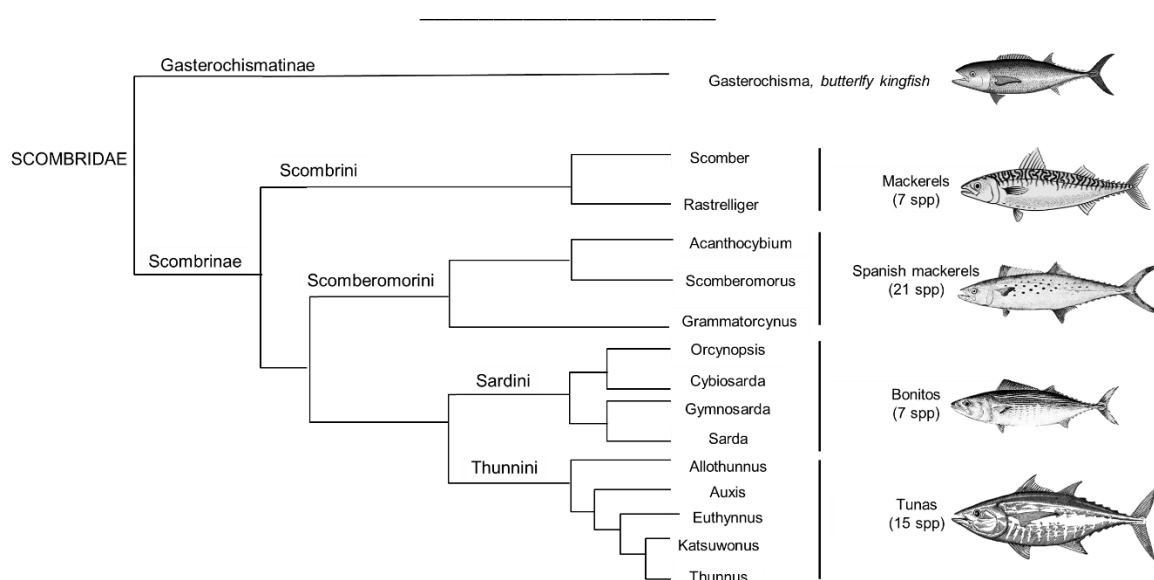 Gasterochismatinae
Gasterochisma, butterlfy kingfish
SCOMBRIDAE
Scombrini
Scomber
Rastrelliger
Mackerels
(7 spp)
Scombrinae
Scomberomorini
Acanthocybium
Scomberomorus
Grammatorcynus
Spanish mackerels
(21 spp)
Sardini
Orcynopsis
Cybiosarda
Gymnosarda
Sarda
Bonitos
(7 spp)
Thunnini
Allothunnus
Auxis
Euthynnus
Katsuwonus
Thunnus
Tunas
(15 spp)